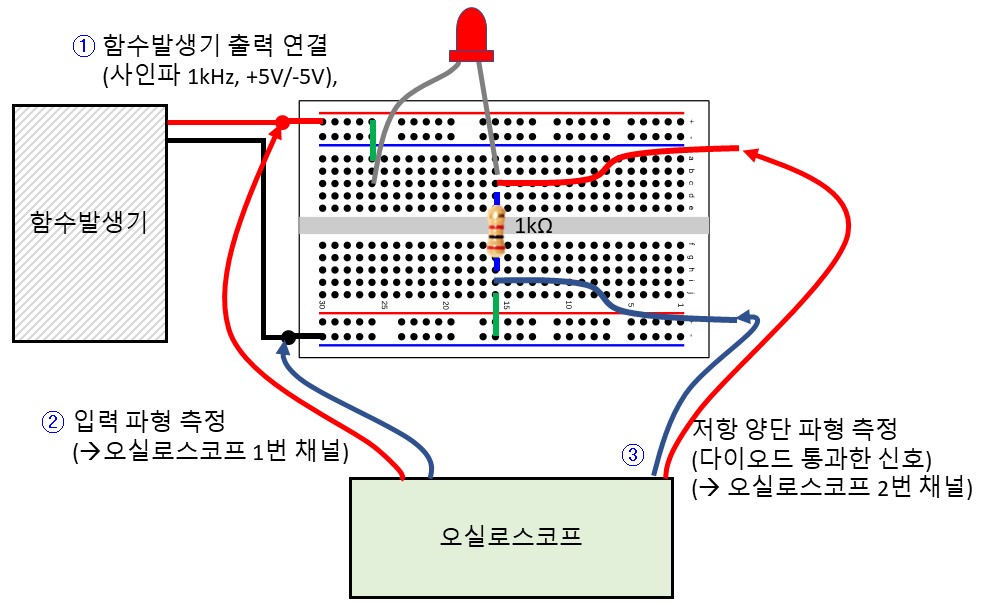 ① 함수발생기 출력 연결
(사인파 1kHz, +5V/-5V),
함수발생기
+
-
a
b
c
d
e
1kΩ
f
g
h
i
j
30
25
20
15
10
5
1
+
-
② 입력 파형 측정
(→오실로스코프 1번 채널)
③ 저항 양단 파형 측정
(다이오드 통과한 신호)
(→ 오실로스코프 2번 채널)
오실로스코프